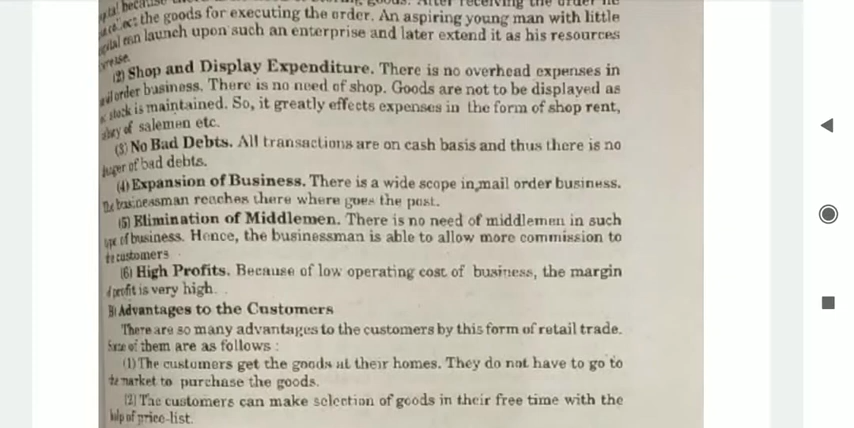 because
the goods for executing the order. An aspiring young man with little
can launch upon such an enterprise and later extend it as his resources
(2) Shop and Display Expenditure. There is no overhead expenses in
order business. There is no need of shop. Goods are not to be displayed as
stock is maintained. So, it greatly effects expenses in the form of shop rent,
of salemen etc.
(3) No Bad Debts. All transactions are on cash basis and thus there is no
of bad debts.
(4) Expansion of Business. There is a wide scope in mail order business.
The businessman reaches there where goes the post.
(5) Elimination of Middlemen. There is no need of middlemen in such
of business. Hence, the businessman is able to allow more commission to
the customers
(6) High Profits. Because of low operating cost of business, the margin
of profit is very high.
B) Advantages to the Customers
There are so many advantages to the customers by this form of retail trade.
Some of them are as follows :
(1) The customers get the goods at their homes. They do not have to go to
the market to purchase the goods.
(2) The customers can make selection of goods in their free time with the
help of price-list.